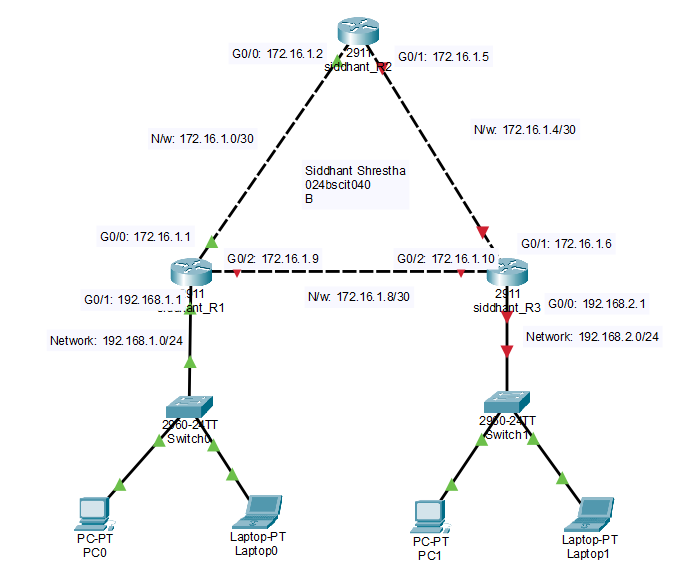 G0/0: 172.16.1.2
G0/1: 172.16.1.5
2911
siddhant_R2
N/w: 172.16.1.0/30
N/w: 172.16.1.4/30
Siddhant Shrestha
024bscit040
B
G0/0: 172.16.1.1
G0/1: 172.16.1.6
G0/2: 172.16.1.9
G0/2: 172.16.1.10
2911
siddhant_R1
2911
siddhant_R3
N/w: 172.16.1.8/30
G0/1: 192.168.1.1
G0/0: 192.168.2.1
Network: 192.168.1.0/24
Network: 192.168.2.0/24
2960-24TT
Switch0
2960-24TT
Switch1
PC-PT
PC0
Laptop-PT
Laptop0
PC-PT
PC1
Laptop-PT
Laptop1